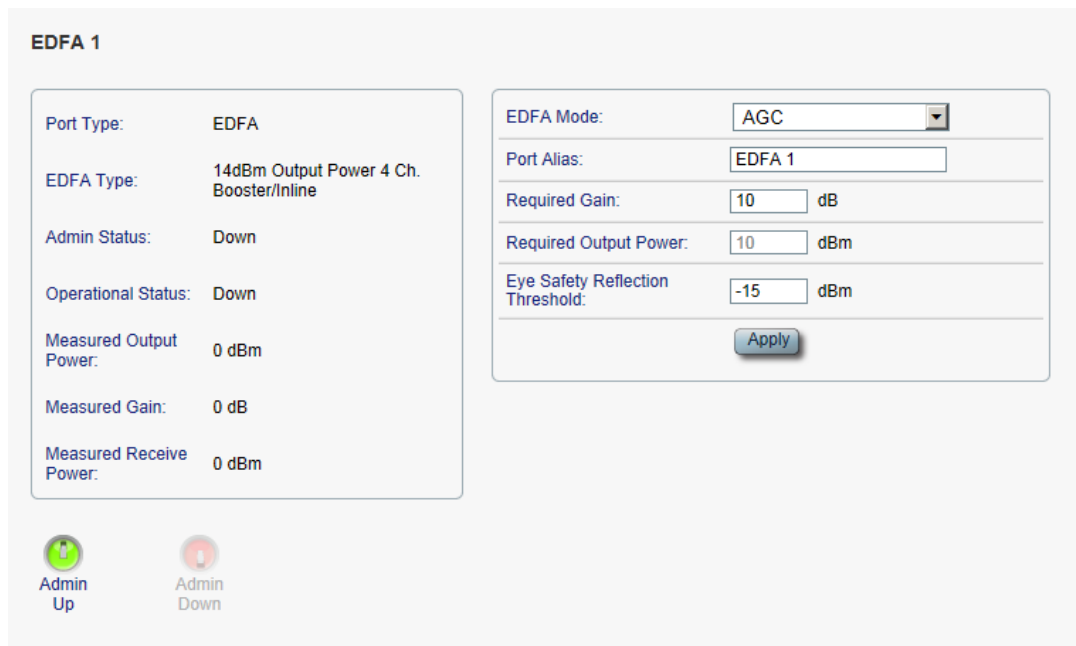 EDFA 1
Port Type: EDFA
EDFA Type: 14dBm Output Power 4 Ch.
Booster/Inline
Admin Status: Down
Operational Status: Down
Measured Output
Power: 0 dBm
Measured Gain: 0 dB
Measured Receive
Power: 0 dBm
EDFA Mode: AGC
Port Alias: EDFA 1
Required Gain: 10 dB
Required Output Power: 10 dBm
Eye Safety Reflection
Threshold: -15 dBm
Apply
Admin
Up
Admin
Down